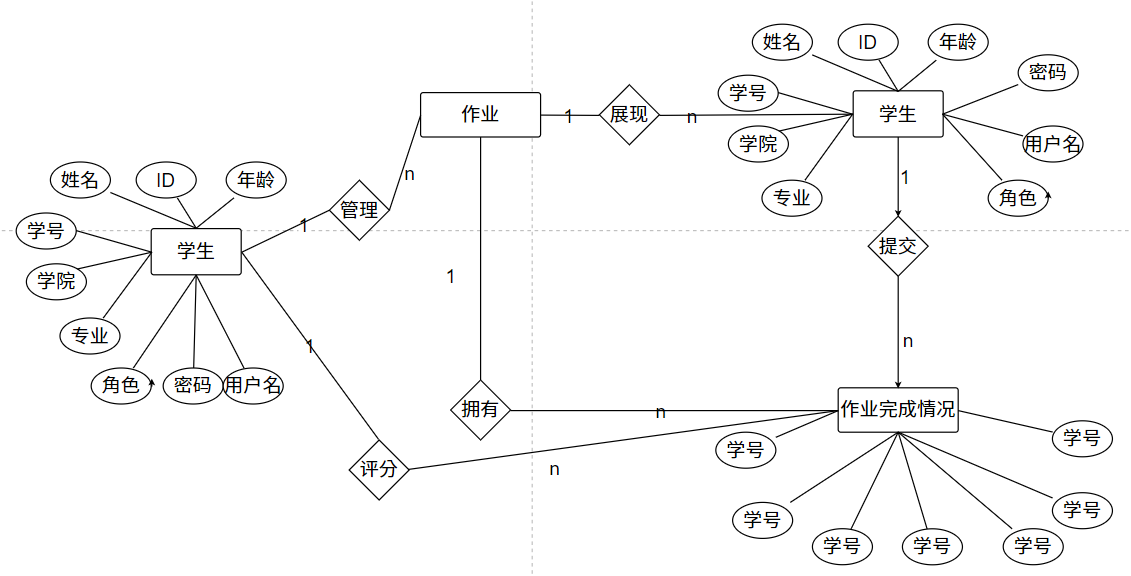 姓名
ID
年龄
密码
学号
学生
作业
1
展现
n
学院
用户名
专业
1
角色
n
姓名
ID
年龄
管理
学号
1
学生
提交
学院
1
专业
1
n
角色
密码
用户名
拥有
n
作业完成情况
学号
学号
评分
n
学号
学号
学号
学号
学号